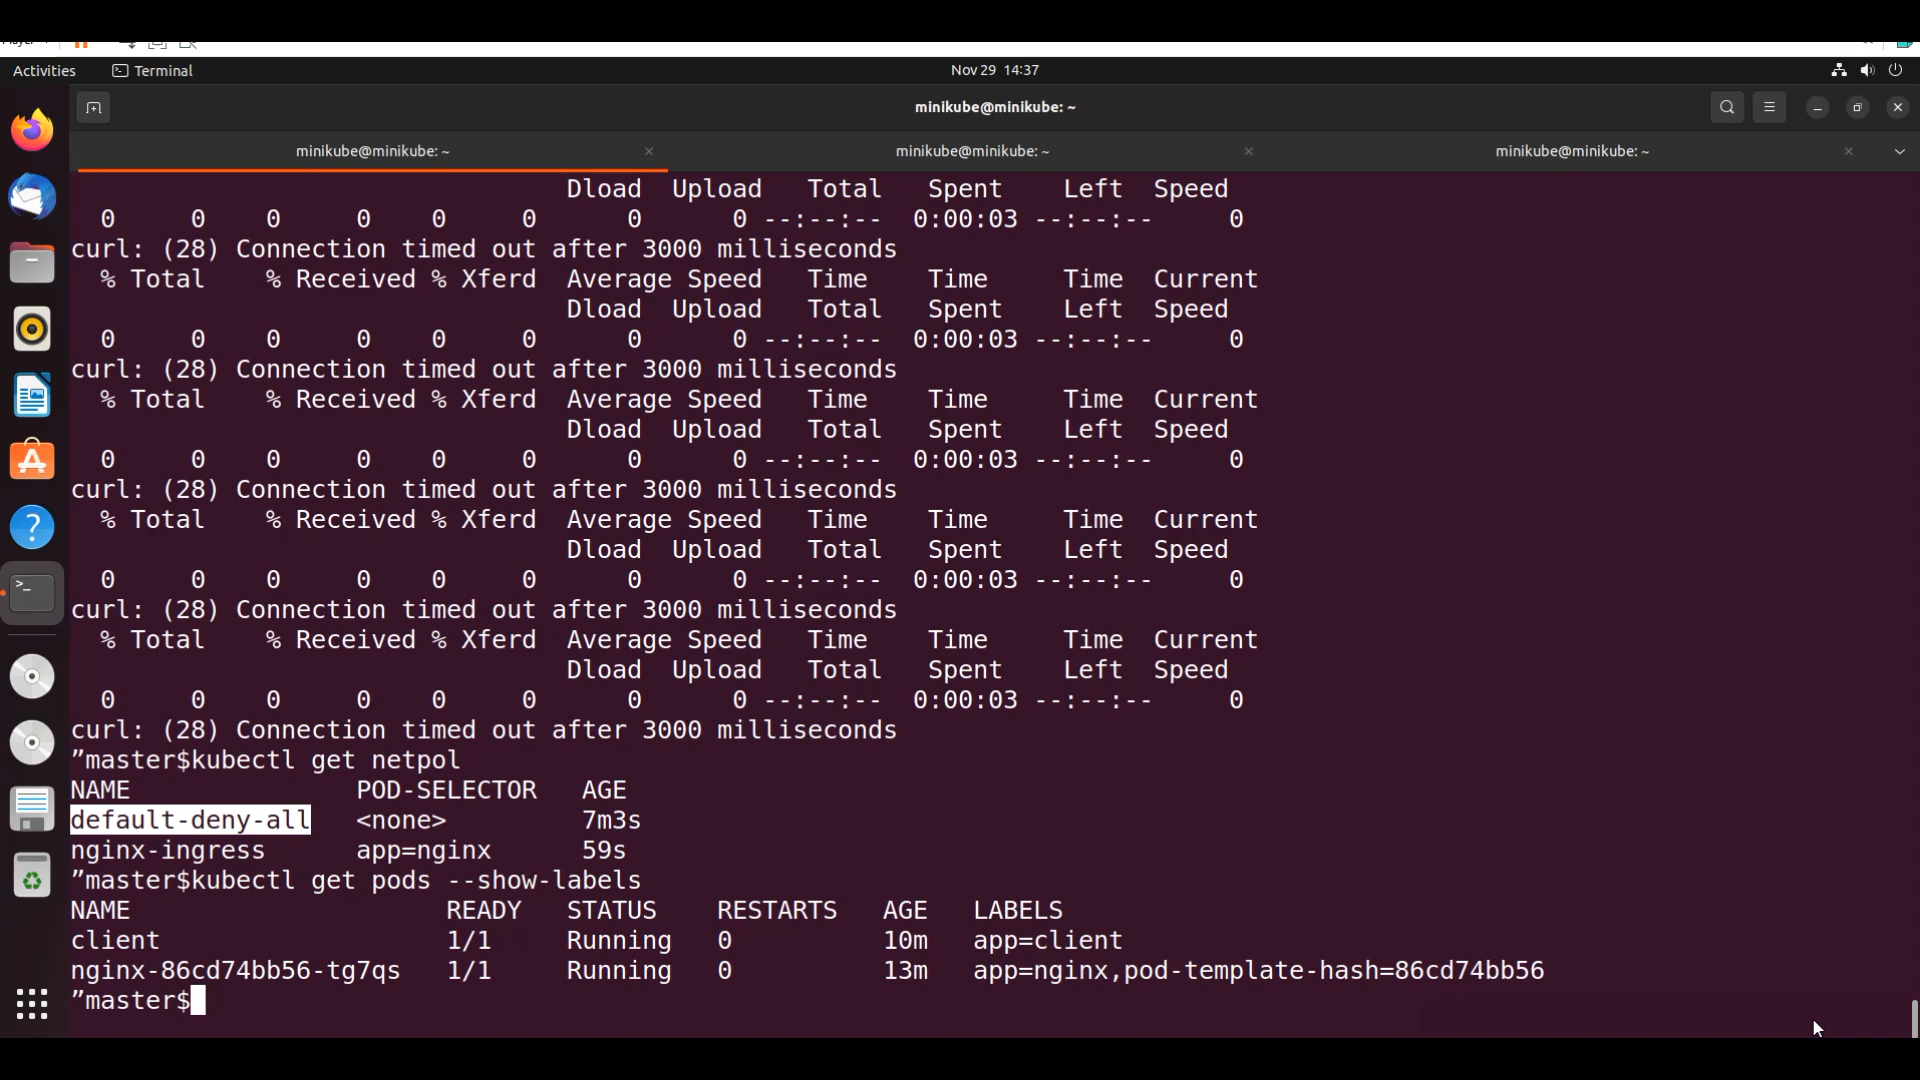 Activities
Terminal
Nov 29 14:37
minikube@minikube: ~
minikube@minikube: ~
minikube@minikube: ~
minikube@minikube: ~
Dload Upload Total Spent Left Speed
0 0 0 0 0 0 0 0 --:--:-- 0:00:03 --:--:-- 0
curl: (28) Connection timed out after 3000 milliseconds
% Total % Received % Xferd Average Speed Time Time Time Current
Dload Upload Total Spent Left Speed
0 0 0 0 0 0 0 0 --:--:-- 0:00:03 --:--:-- 0
curl: (28) Connection timed out after 3000 milliseconds
% Total % Received % Xferd Average Speed Time Time Time Current
Dload Upload Total Spent Left Speed
0 0 0 0 0 0 0 0 --:--:-- 0:00:03 --:--:-- 0
curl: (28) Connection timed out after 3000 milliseconds
% Total % Received % Xferd Average Speed Time Time Time Current
Dload Upload Total Spent Left Speed
0 0 0 0 0 0 0 0 --:--:-- 0:00:03 --:--:-- 0
curl: (28) Connection timed out after 3000 milliseconds
% Total % Received % Xferd Average Speed Time Time Time Current
Dload Upload Total Spent Left Speed
0 0 0 0 0 0 0 0 --:--:-- 0:00:03 --:--:-- 0
curl: (28) Connection timed out after 3000 milliseconds
”master$kubectl get netpol
NAME POD-SELECTOR AGE
default-deny-all <none> 7m3s
nginx-ingress app=nginx 59s
”master$kubectl get pods --show-labels
NAME READY STATUS RESTARTS AGE LABELS
client 1/1 Running 0 10m app=client
nginx-86cd74bb56-tg7qs 1/1 Running 0 13m app=nginx,pod-template-hash=86cd74bb56
”master$